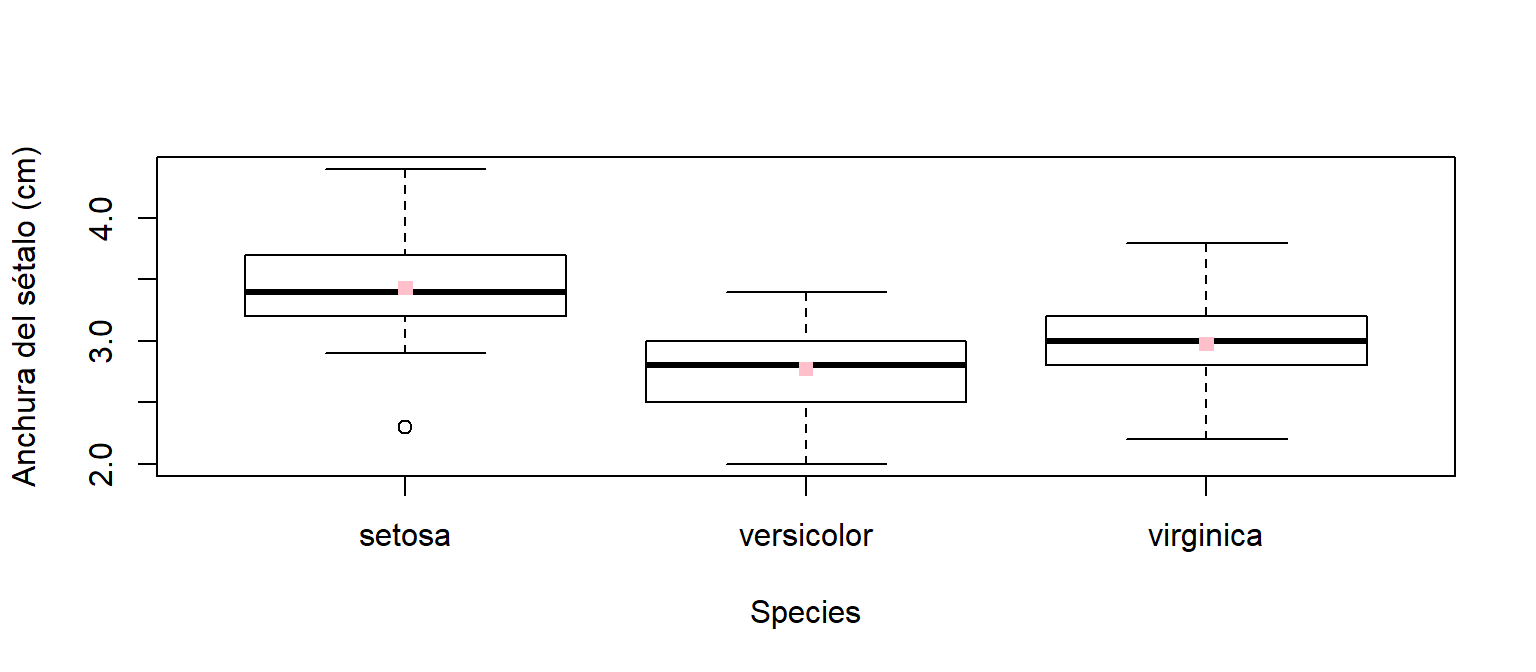 Anchura del sétalo (cm)
4.0
3.0
2.0
setosa versicolor virginica
Species